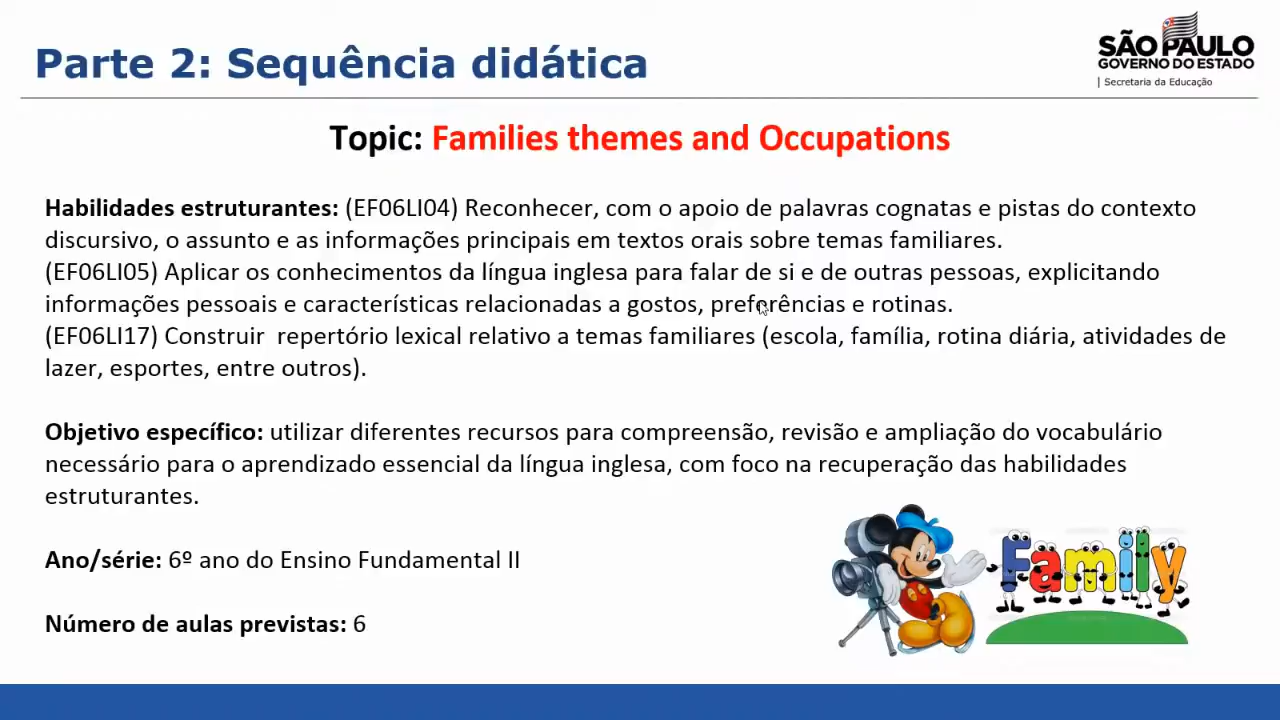 Parte 2: Sequência didática
SÃO PAULO
GOVERNO DO ESTADO
| Secretaria da Educação
Topic: Families themes and Occupations
Habilidades estruturantes: (EF06LI04) Reconhecer, com o apoio de palavras cognatas e pistas do contexto
discursivo, o assunto e as informações principais em textos orais sobre temas familiares.
(EF06LI05) Aplicar os conhecimentos da língua inglesa para falar de si e de outras pessoas, explicitando
informações pessoais e características relacionadas a gostos, preferências e rotinas.
(EF06LI17) Construir  repertório lexical relativo a temas familiares (escola, família, rotina diária, atividades de
lazer, esportes, entre outros).
Objetivo específico: utilizar diferentes recursos para compreensão, revisão e ampliação do vocabulário
necessário para o aprendizado essencial da língua inglesa, com foco na recuperação das habilidades
estruturantes.
Ano/série: 6º ano do Ensino Fundamental II
Family
Número de aulas previstas: 6